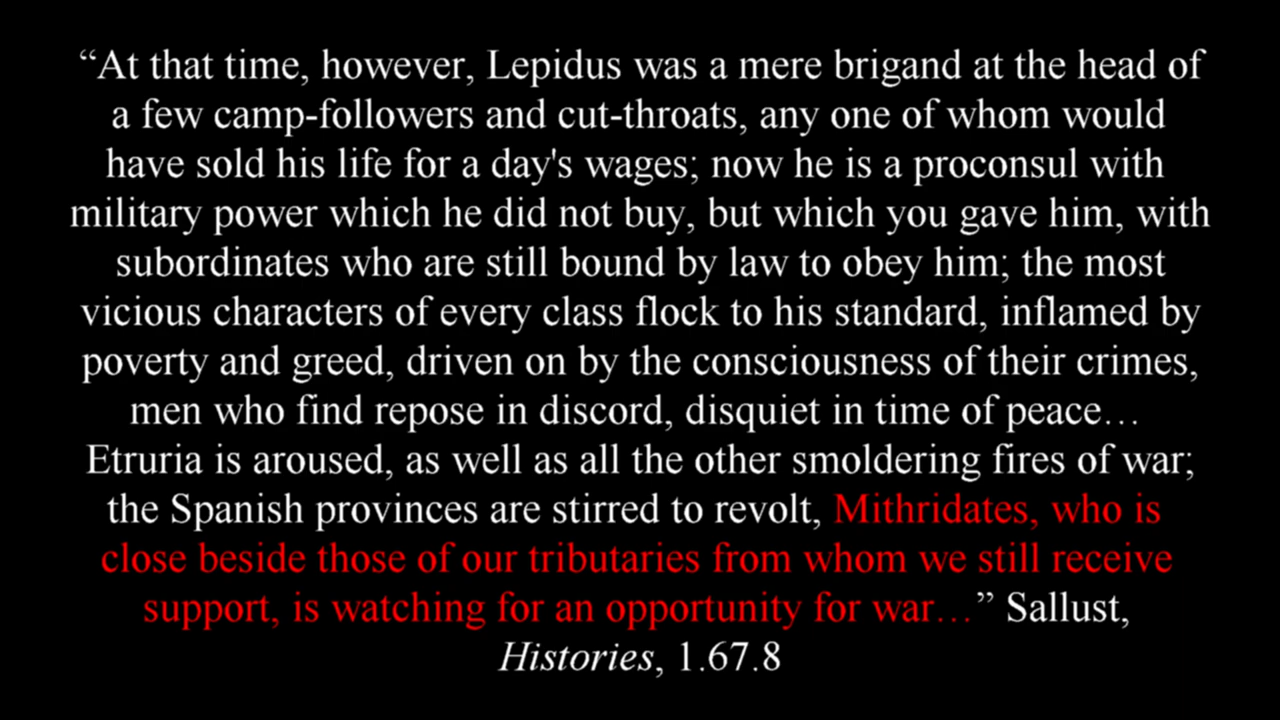 “At that time, however, Lepidus was a mere brigand at the head of
a few camp-followers and cut-throats, any one of whom would
have sold his life for a day's wages; now he is a proconsul with
military power which he did not buy, but which you gave him, with
subordinates who are still bound by law to obey him; the most
vicious characters of every class flock to his standard, inflamed by
poverty and greed, driven on by the consciousness of their crimes,
men who find repose in discord, disquiet in time of peace…
Etruria is aroused, as well as all the other smoldering fires of war;
the Spanish provinces are stirred to revolt, Mithridates, who is
close beside those of our tributaries from whom we still receive
support, is watching for an opportunity for war…” Sallust,
Histories, 1.67.8